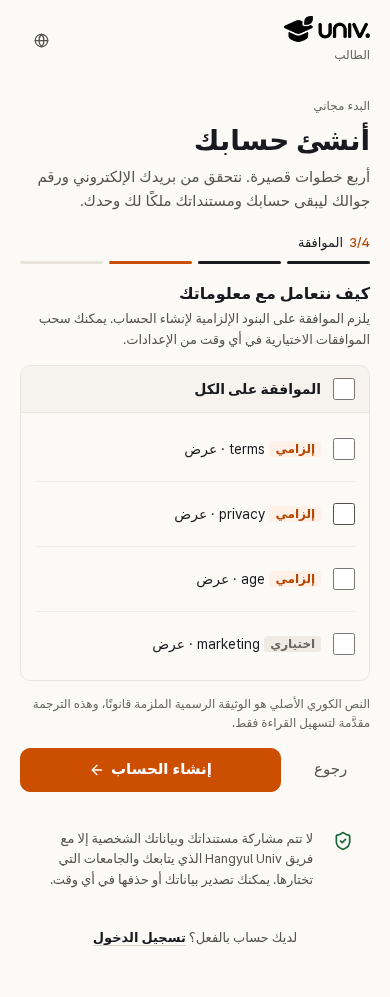 UNIV.
الطالب
البدء مجاني
أنشئ حسابك
أربع خطوات قصيرة. نتحقق من بريدك الإلكتروني ورقم
جوالك ليبقى حسابك ومستنداتك ملكًا لك وحدك.
3/4 الموافقة
كيف نتعامل مع معلوماتك
يلزم الموافقة على البنود الإلزامية لإنشاء الحساب. يمكنك سحب
الموافقات الاختيارية في أي وقت من الإعدادات.
الموافقة على الكل
إلزامي terms · عرض
إلزامي privacy · عرض
إلزامي age · عرض
اختياري marketing · عرض
النص الكوري الأصلي هو الوثيقة الرسمية الملزمة قانونًا، وهذه الترجمة
مقدَّمة لتسهيل القراءة فقط.
رجوع
إنشاء الحساب ←
لا تتم مشاركة مستنداتك وبياناتك الشخصية إلا مع
فريق Hangyul Univ الذي يتابعك والجامعات التي
تختارها. يمكنك تصدير بياناتك أو حذفها في أي وقت.
لديك حساب بالفعل؟ تسجيل الدخول